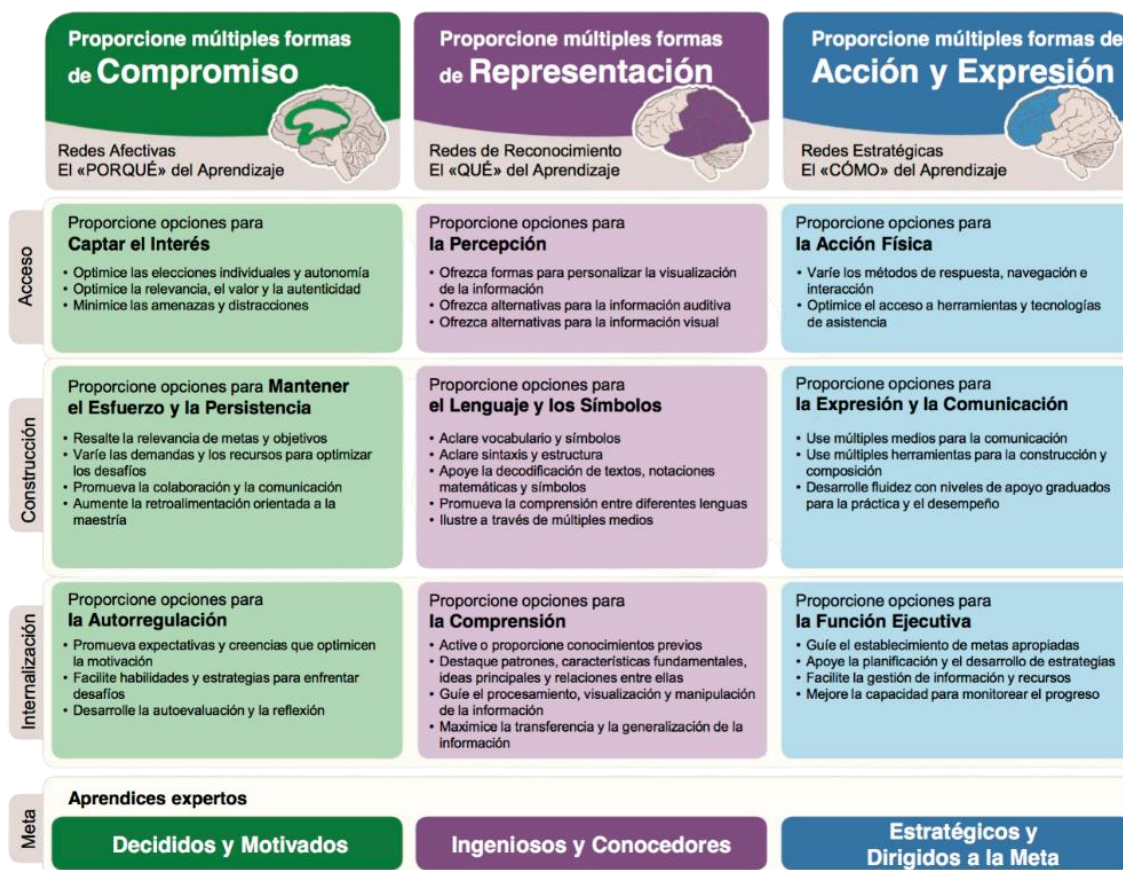 Proporcione múltiples formas
de Compromiso
Redes Afectivas
El «PORQUÉ» del Aprendizaje
Proporcione múltiples formas
de Representación
Redes de Reconocimiento
El «QUÉ» del Aprendizaje
Proporcione múltiples formas de
Acción y Expresión
Redes Estratégicas
El «CÓMO» del Aprendizaje
Acceso
Proporcione opciones para
Captar el Interés
• Optimice las elecciones individuales y autonomía
• Optimice la relevancia, el valor y la autenticidad
• Minimice las amenazas y distracciones
Proporcione opciones para
la Percepción
• Ofrezca formas para personalizar la visualización
de la información
• Ofrezca alternativas para la información auditiva
• Ofrezca alternativas para la información visual
Proporcione opciones para
la Acción Física
• Varíe los métodos de respuesta, navegación e
interacción
• Optimice el acceso a herramientas y tecnologías
de asistencia
Construcción
Proporcione opciones para Mantener
el Esfuerzo y la Persistencia
• Resalte la relevancia de metas y objetivos
• Varíe las demandas y los recursos para optimizar
los desafíos
• Promueva la colaboración y la comunicación
• Aumente la retroalimentación orientada a la
maestría
Proporcione opciones para
el Lenguaje y los Símbolos
• Aclare vocabulario y símbolos
• Aclare sintaxis y estructura
• Apoye la decodificación de textos, notaciones
matemáticas y símbolos
• Promueva la comprensión entre diferentes lenguas
• Ilustre a través de múltiples medios
Proporcione opciones para
la Expresión y la Comunicación
• Use múltiples medios para la comunicación
• Use múltiples herramientas para la construcción y
composición
• Desarrolle fluidez con niveles de apoyo graduados
para la práctica y el desempeño
Internalización
Proporcione opciones para
la Autorregulación
• Promueva expectativas y creencias que optimicen
la motivación
• Facilite habilidades y estrategias para enfrentar
desafíos
• Desarrolle la autoevaluación y la reflexión
Proporcione opciones para
la Comprensión
• Active o proporcione conocimientos previos
• Destaque patrones, características fundamentales,
ideas principales y relaciones entre ellas
• Guíe el procesamiento, visualización y manipulación
de la información
• Maximice la transferencia y la generalización de la
información
Proporcione opciones para
la Función Ejecutiva
• Guíe el establecimiento de metas apropiadas
• Apoye la planificación y el desarrollo de estrategias
• Facilite la gestión de información y recursos
• Mejore la capacidad para monitorear el progreso
Meta
Aprendices expertos
Decididos y Motivados
Ingeniosos y Conocedores
Estratégicos y
Dirigidos a la Meta